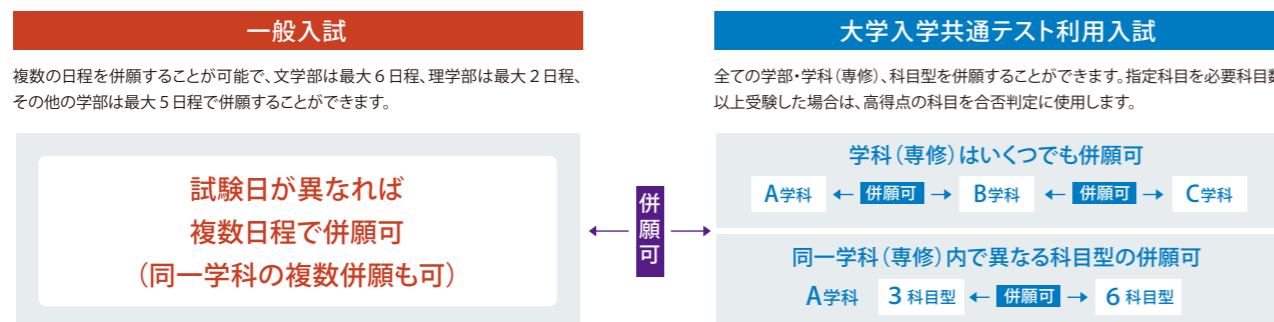 一般入試
複数の日程を併願することが可能で、文学部は最大6日程、理学部は最大2日程、
その他の学部は最大5日程で併願することができます。
試験日が異なれば
複数日程で併願可
（同一学科の複数併願も可）
← 併願可 →
大学入学共通テスト利用入試
全ての学部・学科（専修）、科目型を併願することができます。指定科目を必要科目数
以上受験した場合は、高得点の科目を合否判定に使用します。
学科（専修）はいくつでも併願可
A学科 ← 併願可 → B学科 ← 併願可 → C学科
同一学科（専修）内で異なる科目型の併願可
A学科 3科目型 ← 併願可 → 6科目型